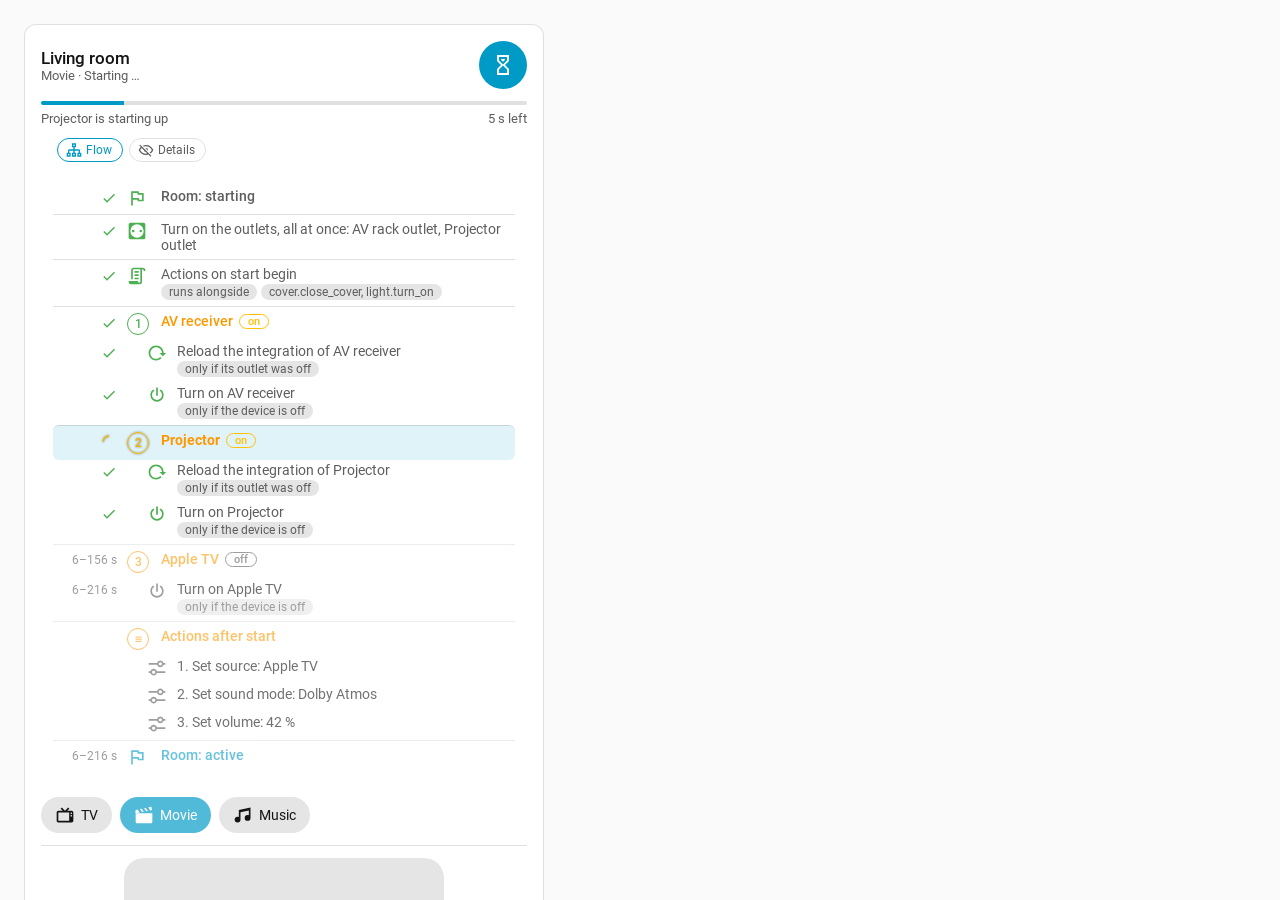 Living room
Movie · Starting ...
Projector is starting up
5 s left
Flow
Details
Room: starting
Turn on the outlets, all at once: AV rack outlet, Projector
outlet
Actions on start begin
runs alongside
cover.close_cover, light.turn_on
1
AV receiver
on
Reload the integration of AV receiver
only if its outlet was off
Turn on AV receiver
only if the device is off
2
Projector
on
Reload the integration of Projector
only if its outlet was off
Turn on Projector
only if the device is off
6–156 s
3
Apple TV
off
6–216 s
Turn on Apple TV
only if the device is off
Actions after start
1. Set source: Apple TV
2. Set sound mode: Dolby Atmos
3. Set volume: 42 %
6–216 s
Room: active
TV
Movie
Music